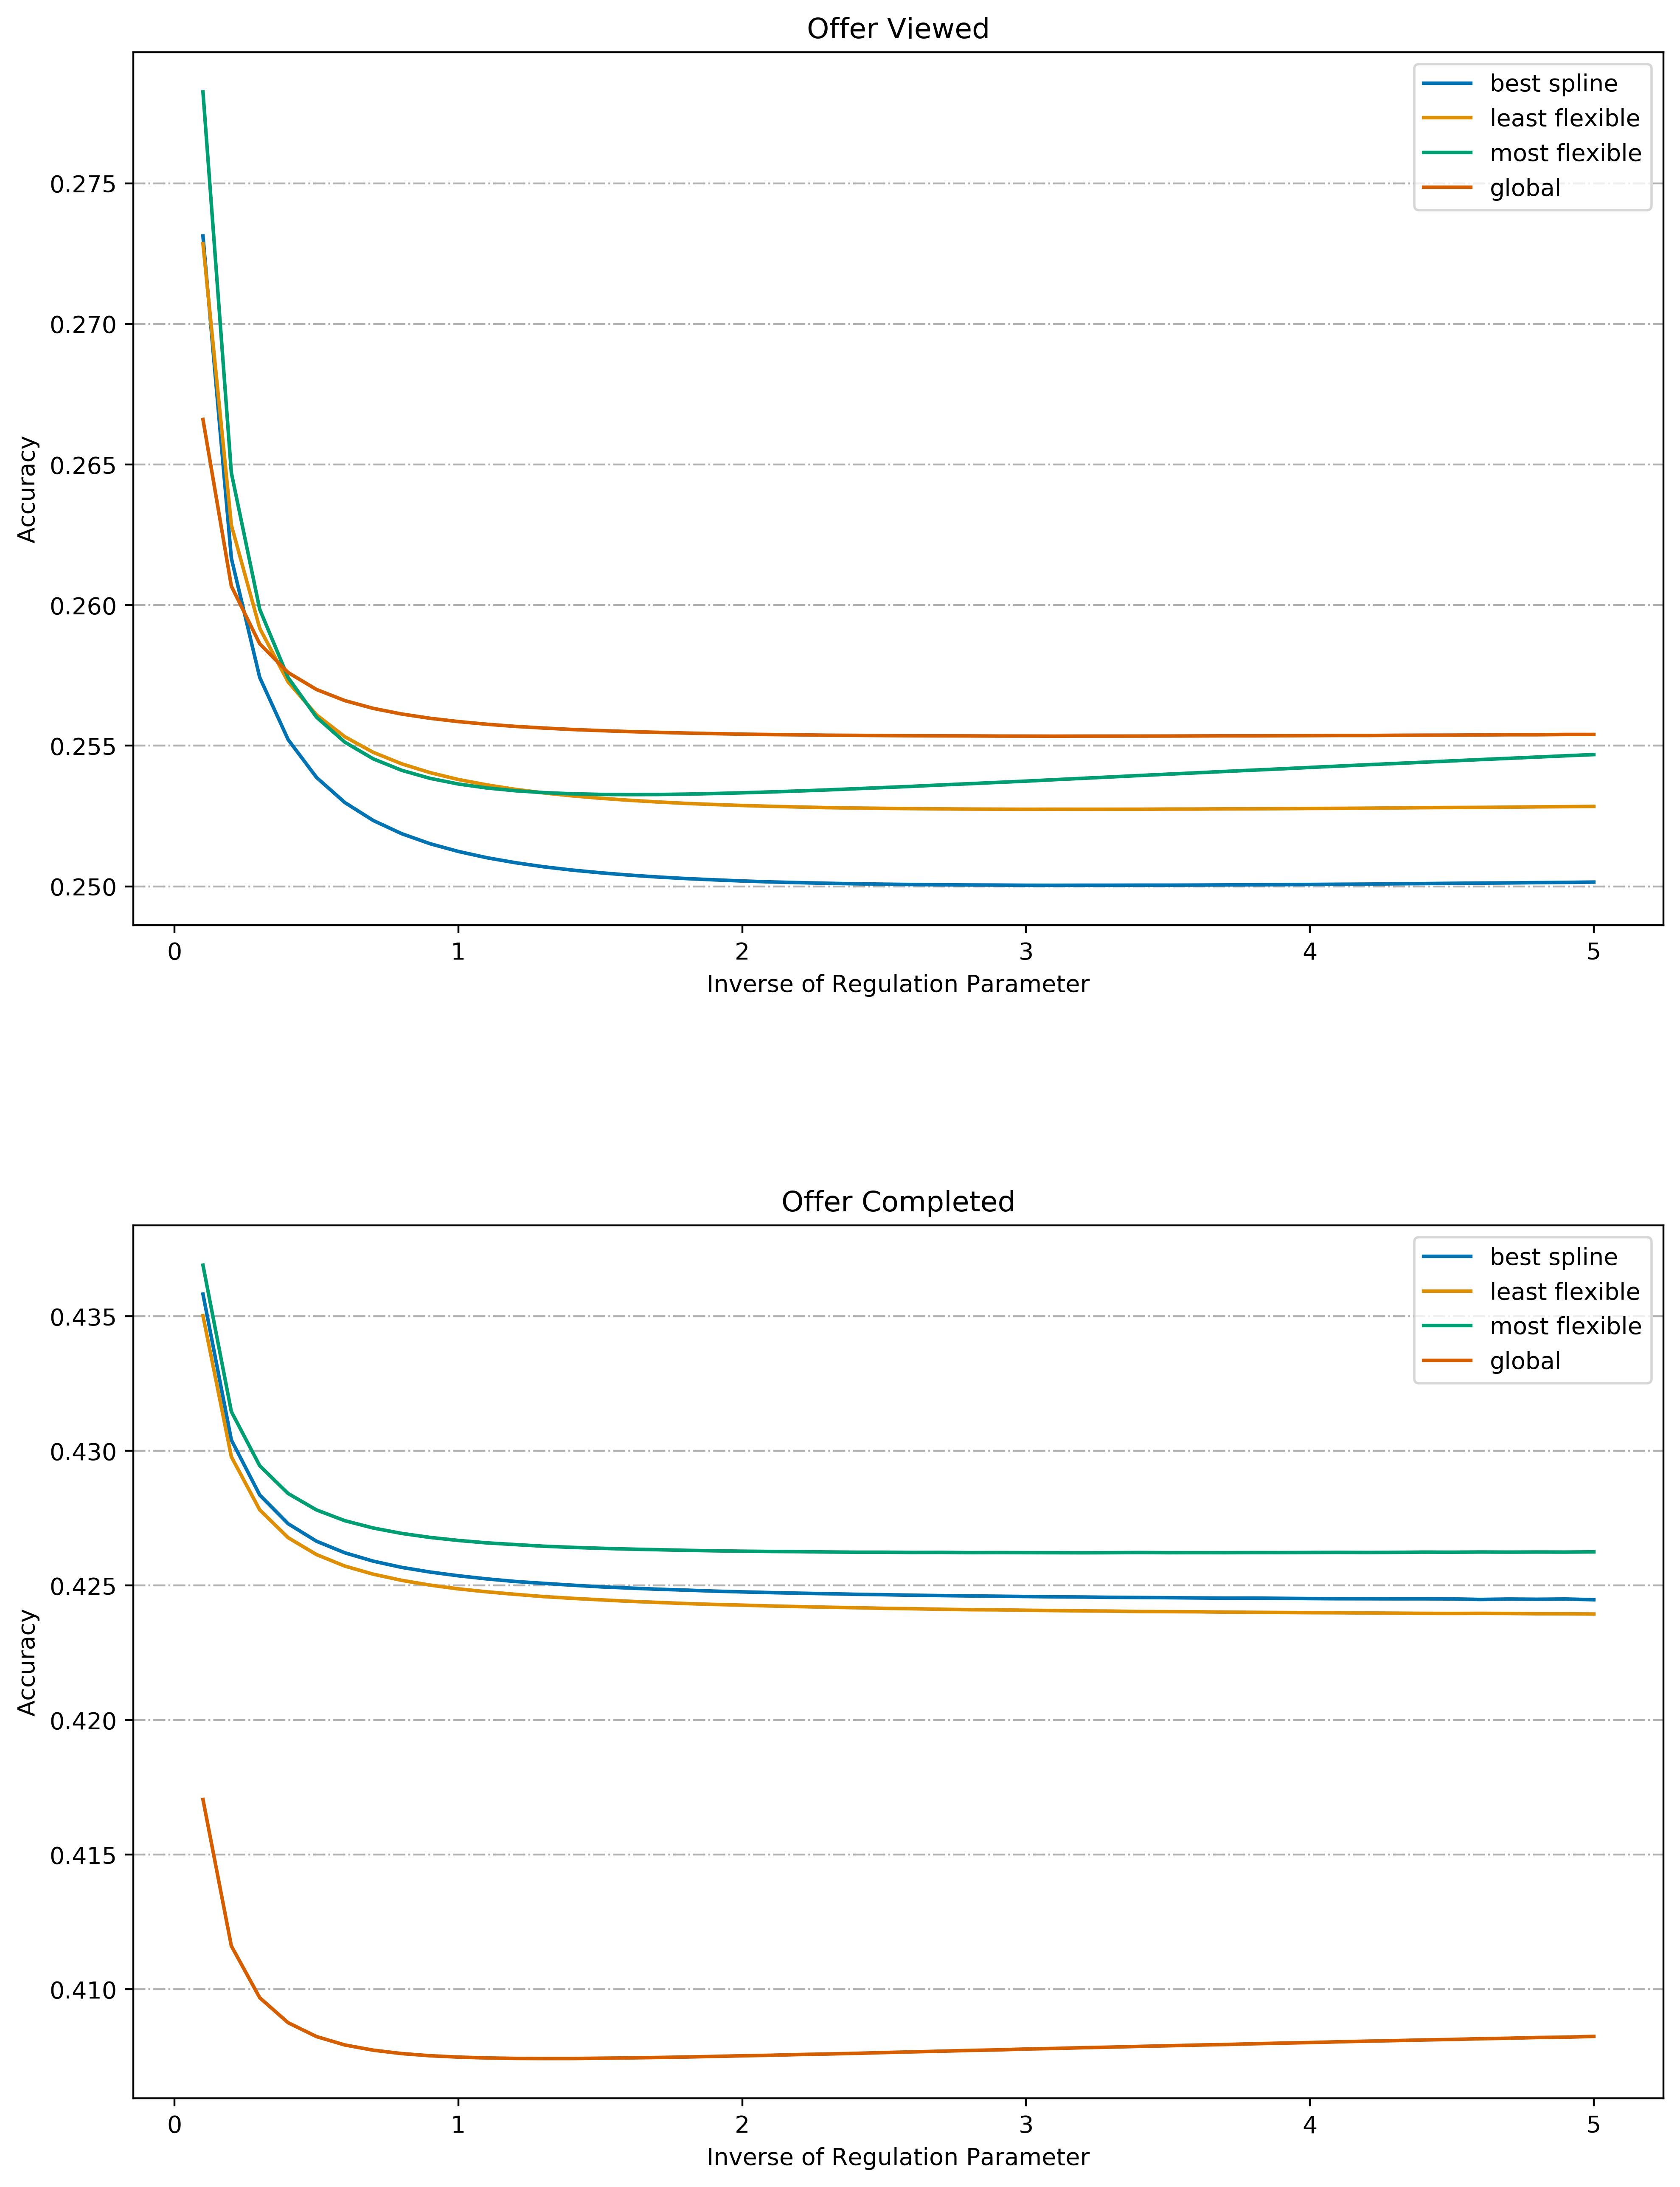 Offer Viewed
best spline
least flexible
most flexible
global
0.275
0.270
0.265
0.260
0.255
0.250
Accuracy
0 1 2 3 4 5
Inverse of Regulation Parameter
Offer Completed
best spline
least flexible
most flexible
global
0.435
0.430
0.425
0.420
0.415
0.410
Accuracy
0 1 2 3 4 5
Inverse of Regulation Parameter